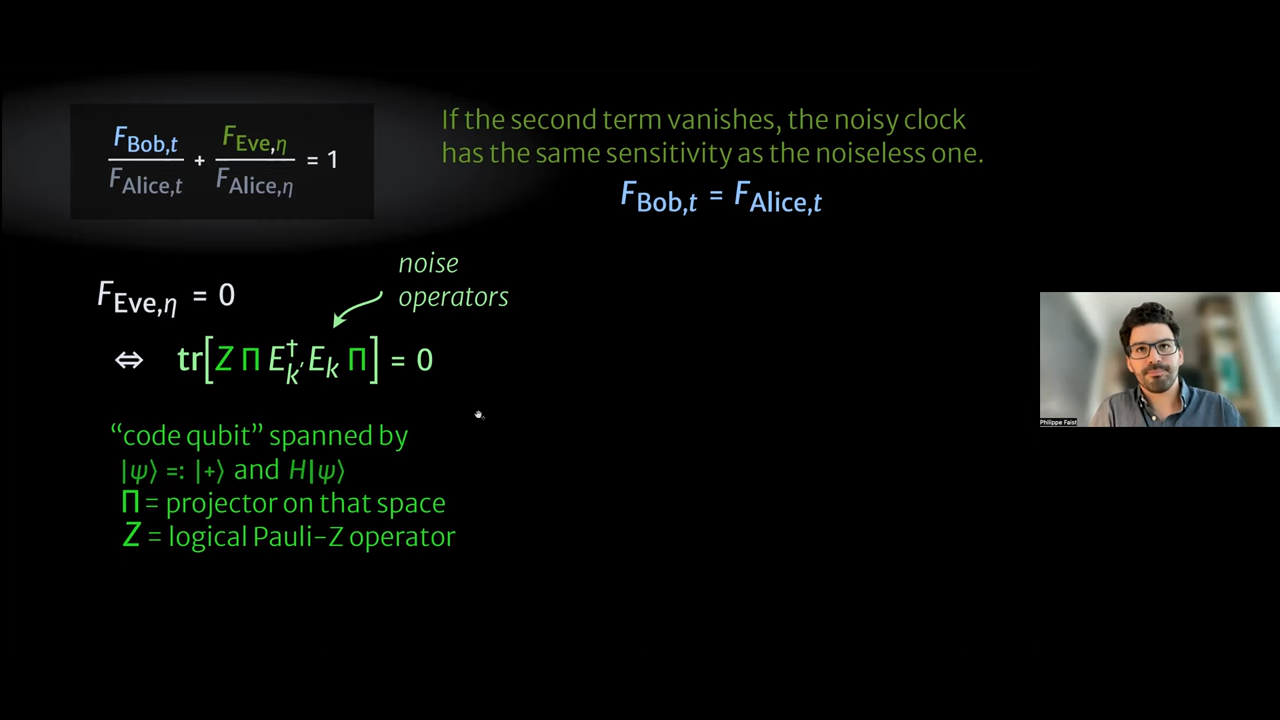 F_Bob,t / F_Alice,t + F_Eve,η / F_Alice,η = 1
If the second term vanishes, the noisy clock
has the same sensitivity as the noiseless one.
F_Bob,t = F_Alice,t
noise
operators
F_Eve,η = 0
⇔ tr[Z Π E†_k′ E_k Π] = 0
“code qubit” spanned by
|ψ⟩ =: |+⟩ and H|ψ⟩
Π = projector on that space
Z = logical Pauli-Z operator
Philippe Faist